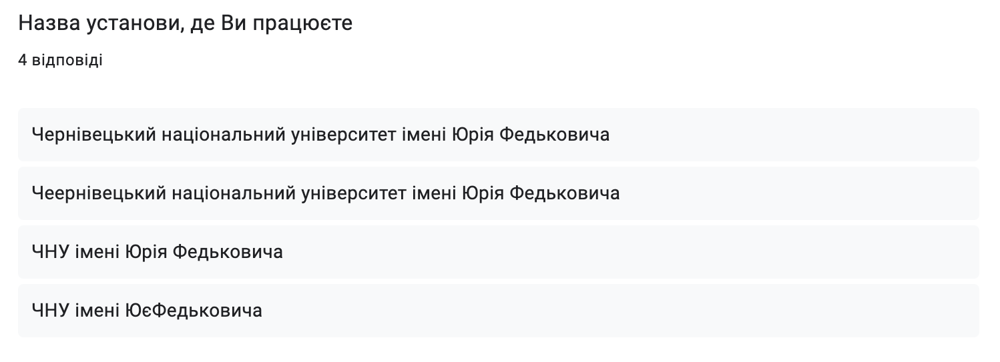 Назва установи, де Ви працюєте
4 відповіді
Чернівецький національний університет імені Юрія Федьковича
Чеернівецький національний університет імені Юрія Федьковича
ЧНУ імені Юрія Федьковича
ЧНУ імені ЮєФедьковича